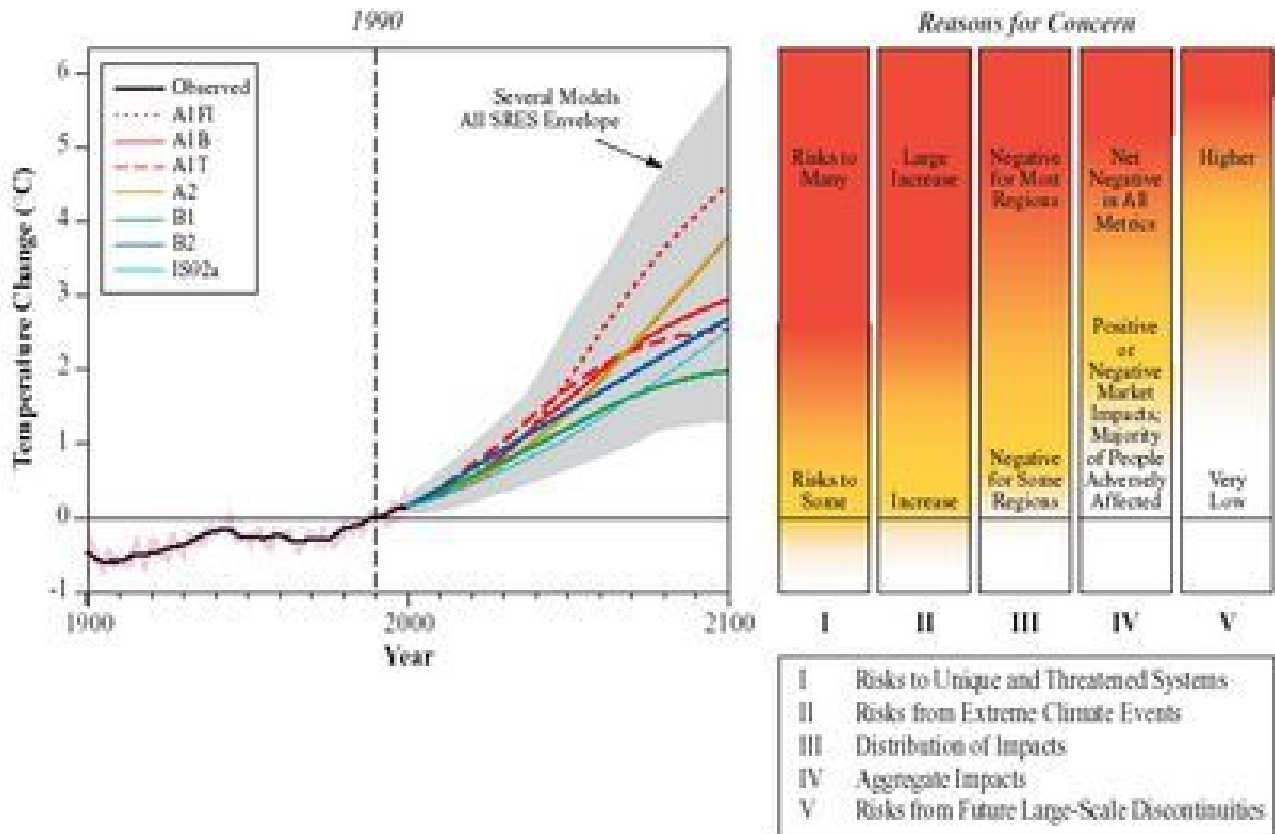 1990
6
5
4
3
2
1
0
-1
Temperature Change (°C)
Observed
A1FI
A1B
A1T
A2
B1
B2
IS92a
Several Models
All SRES Envelope
1900
2000
2100
Year
Reasons for Concern
Risks to
Many
Risks to
Some
Large
Increase
Increase
Negative
for Most
Regions
Negative
for Some
Regions
Net
Negative
in All
Metrics
Positive
or
Negative
Market
Impacts;
Majority
of People
Adversely
Affected
Higher
Very
Low
I
II
III
IV
V
I Risks to Unique and Threatened Systems
II Risks from Extreme Climate Events
III Distribution of Impacts
IV Aggregate Impacts
V Risks from Future Large-Scale Discontinuities